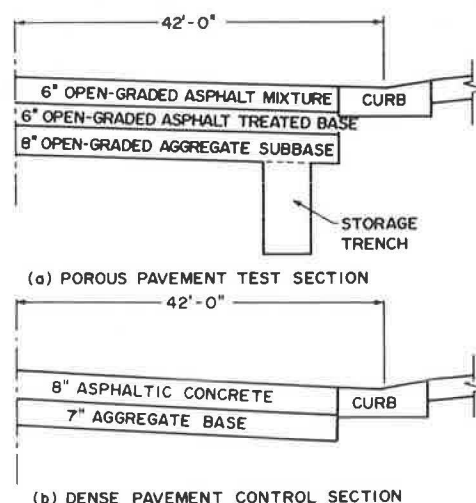 42'-0"
6" OPEN-GRADED ASPHALT MIXTURE
CURB
6" OPEN-GRADED ASPHALT TREATED BASE
8" OPEN-GRADED AGGREGATE SUBBASE
STORAGE
TRENCH
(a) POROUS PAVEMENT TEST SECTION
42'-0"
8" ASPHALTIC CONCRETE
CURB
7" AGGREGATE BASE
(b) DENSE PAVEMENT CONTROL SECTION